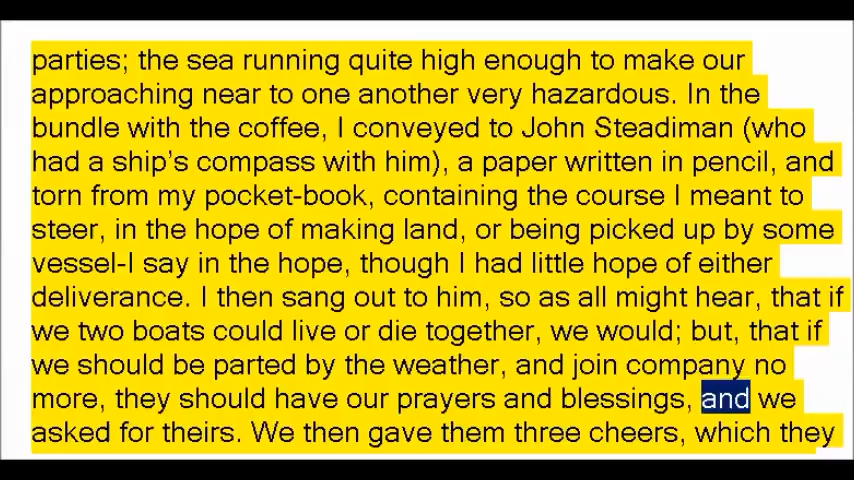 parties; the sea running quite high enough to make our
approaching near to one another very hazardous. In the
bundle with the coffee, I conveyed to John Steadiman (who
had a ship's compass with him), a paper written in pencil, and
torn from my pocket-book, containing the course I meant to
steer, in the hope of making land, or being picked up by some
vessel-I say in the hope, though I had little hope of either
deliverance. I then sang out to him, so as all might hear, that if
we two boats could live or die together, we would; but, that if
we should be parted by the weather, and join company no
more, they should have our prayers and blessings, and we
asked for theirs. We then gave them three cheers, which they